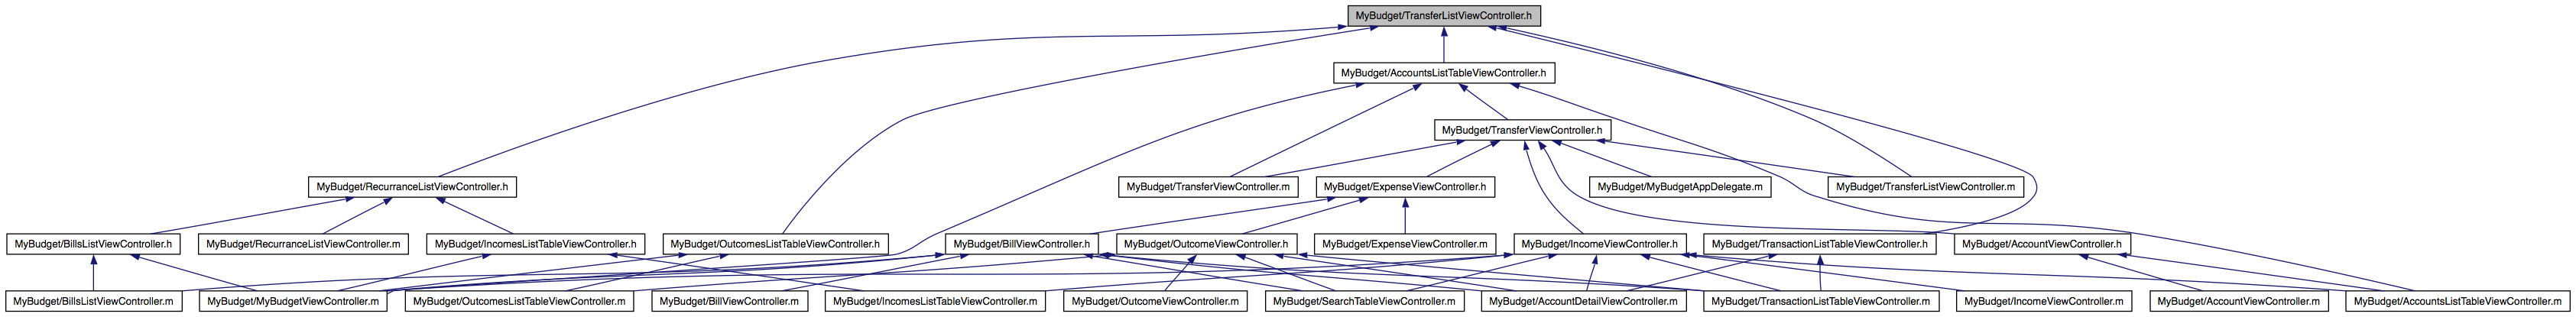 MyBudget/TransferListViewController.h
MyBudget/AccountsListTableViewController.h
MyBudget/TransferViewController.h
MyBudget/RecurranceListViewController.h
MyBudget/TransferViewController.m
MyBudget/ExpenseViewController.h
MyBudget/MyBudgetAppDelegate.m
MyBudget/TransferListViewController.m
MyBudget/BillsListViewController.h
MyBudget/RecurranceListViewController.m
MyBudget/IncomesListTableViewController.h
MyBudget/OutcomesListTableViewController.h
MyBudget/BillViewController.h
MyBudget/OutcomeViewController.h
MyBudget/ExpenseViewController.m
MyBudget/IncomeViewController.h
MyBudget/TransactionListTableViewController.h
MyBudget/AccountViewController.h
MyBudget/BillsListViewController.m
MyBudget/MyBudgetViewController.m
MyBudget/OutcomesListTableViewController.m
MyBudget/BillViewController.m
MyBudget/IncomesListTableViewController.m
MyBudget/OutcomeViewController.m
MyBudget/SearchTableViewController.m
MyBudget/AccountDetailViewController.m
MyBudget/TransactionListTableViewController.m
MyBudget/IncomeViewController.m
MyBudget/AccountViewController.m
MyBudget/AccountsListTableViewController.m